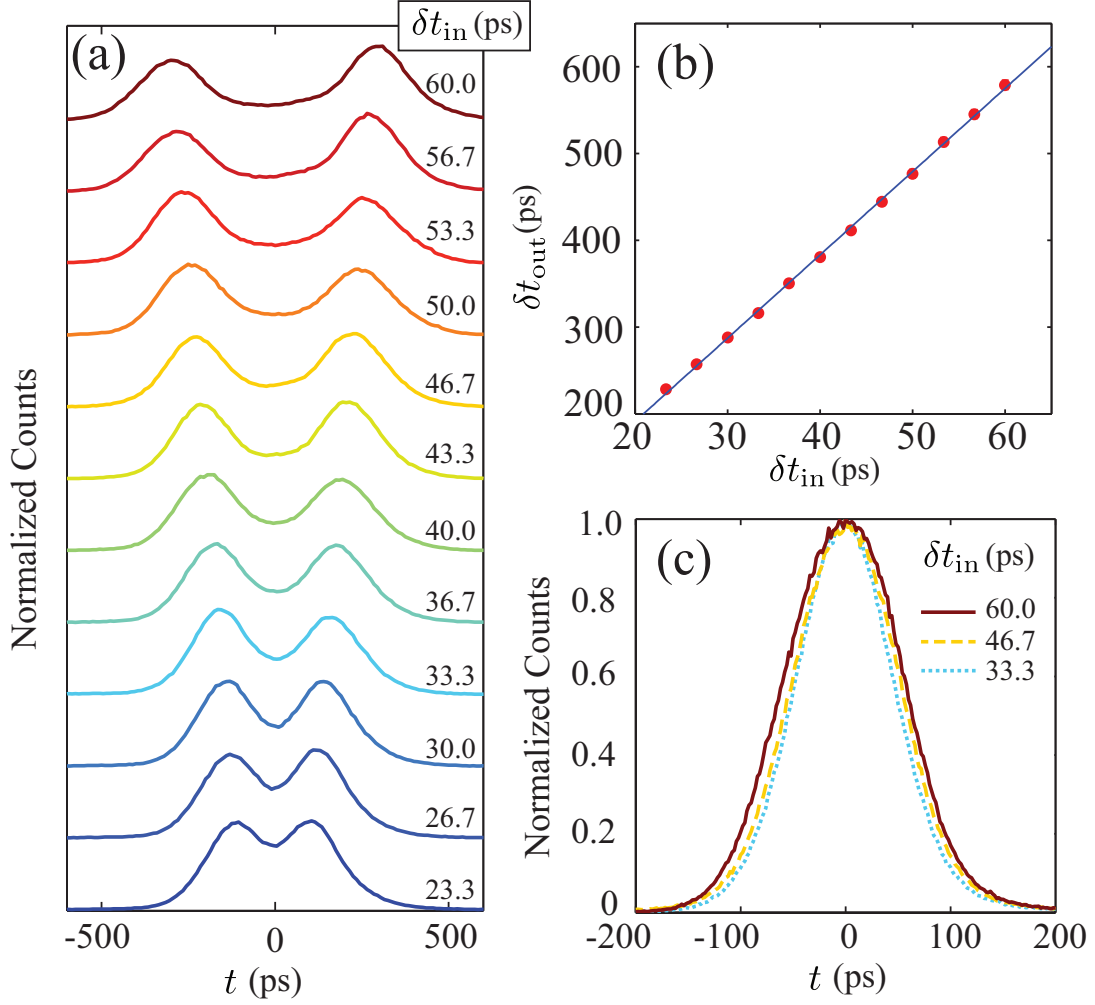 δt_in (ps)
(a)
60.0
56.7
53.3
50.0
46.7
43.3
40.0
36.7
33.3
30.0
26.7
23.3
Normalized Counts
-500 0 500
t (ps)
(b)
600
500
400
300
200
δt_out (ps)
20 30 40 50 60
δt_in (ps)
(c)
δt_in (ps)
60.0
46.7
33.3
1.0
0.8
0.6
0.4
0.2
0
Normalized Counts
-200 -100 0 100 200
t (ps)